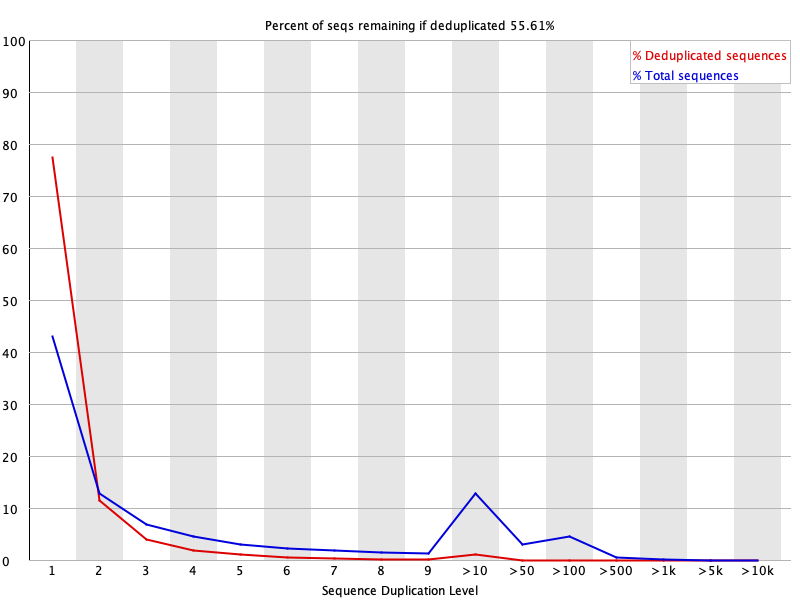 Percent of seqs remaining if deduplicated 55.61%
% Deduplicated sequences
% Total sequences
100
90
80
70
60
50
40
30
20
10
0
1 2 3 4 5 6 7 8 9 >10 >50 >100 >500 >1k >5k >10k
Sequence Duplication Level